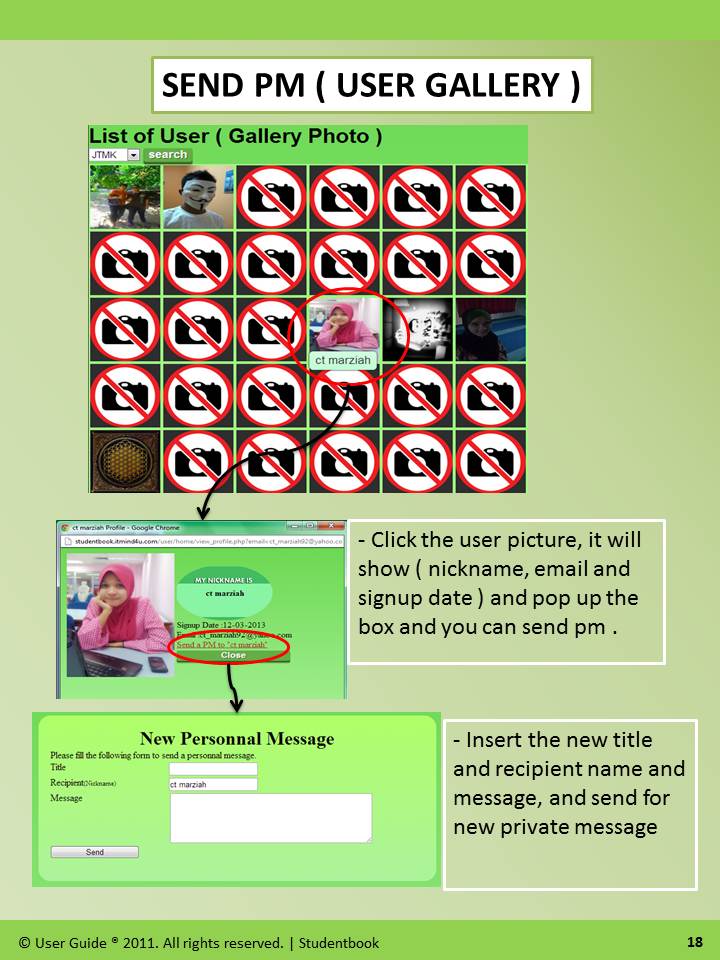 SEND PM ( USER GALLERY )
List of User ( Gallery Photo )
JTMK search
ct marziah
ct marziah Profile - Google Chrome
studentbook.itmind4u.com/user/home/view_profile.php?email=ct_marziah92@yahoo.co
MY NICKNAME IS
ct marziah
Signup Date :12-03-2013
Email :ct_marziah92@yahoo.com
Send a PM to "ct marziah"
Close
- Click the user picture, it will
show ( nickname, email and
signup date ) and pop up the
box and you can send pm .
New Personnal Message
Please fill the following form to send a personnal message.
Title
Recipient(Nickname) ct marziah
Message
Send
- Insert the new title
and recipient name and
message, and send for
new private message
© User Guide ® 2011. All rights reserved. | Studentbook
18